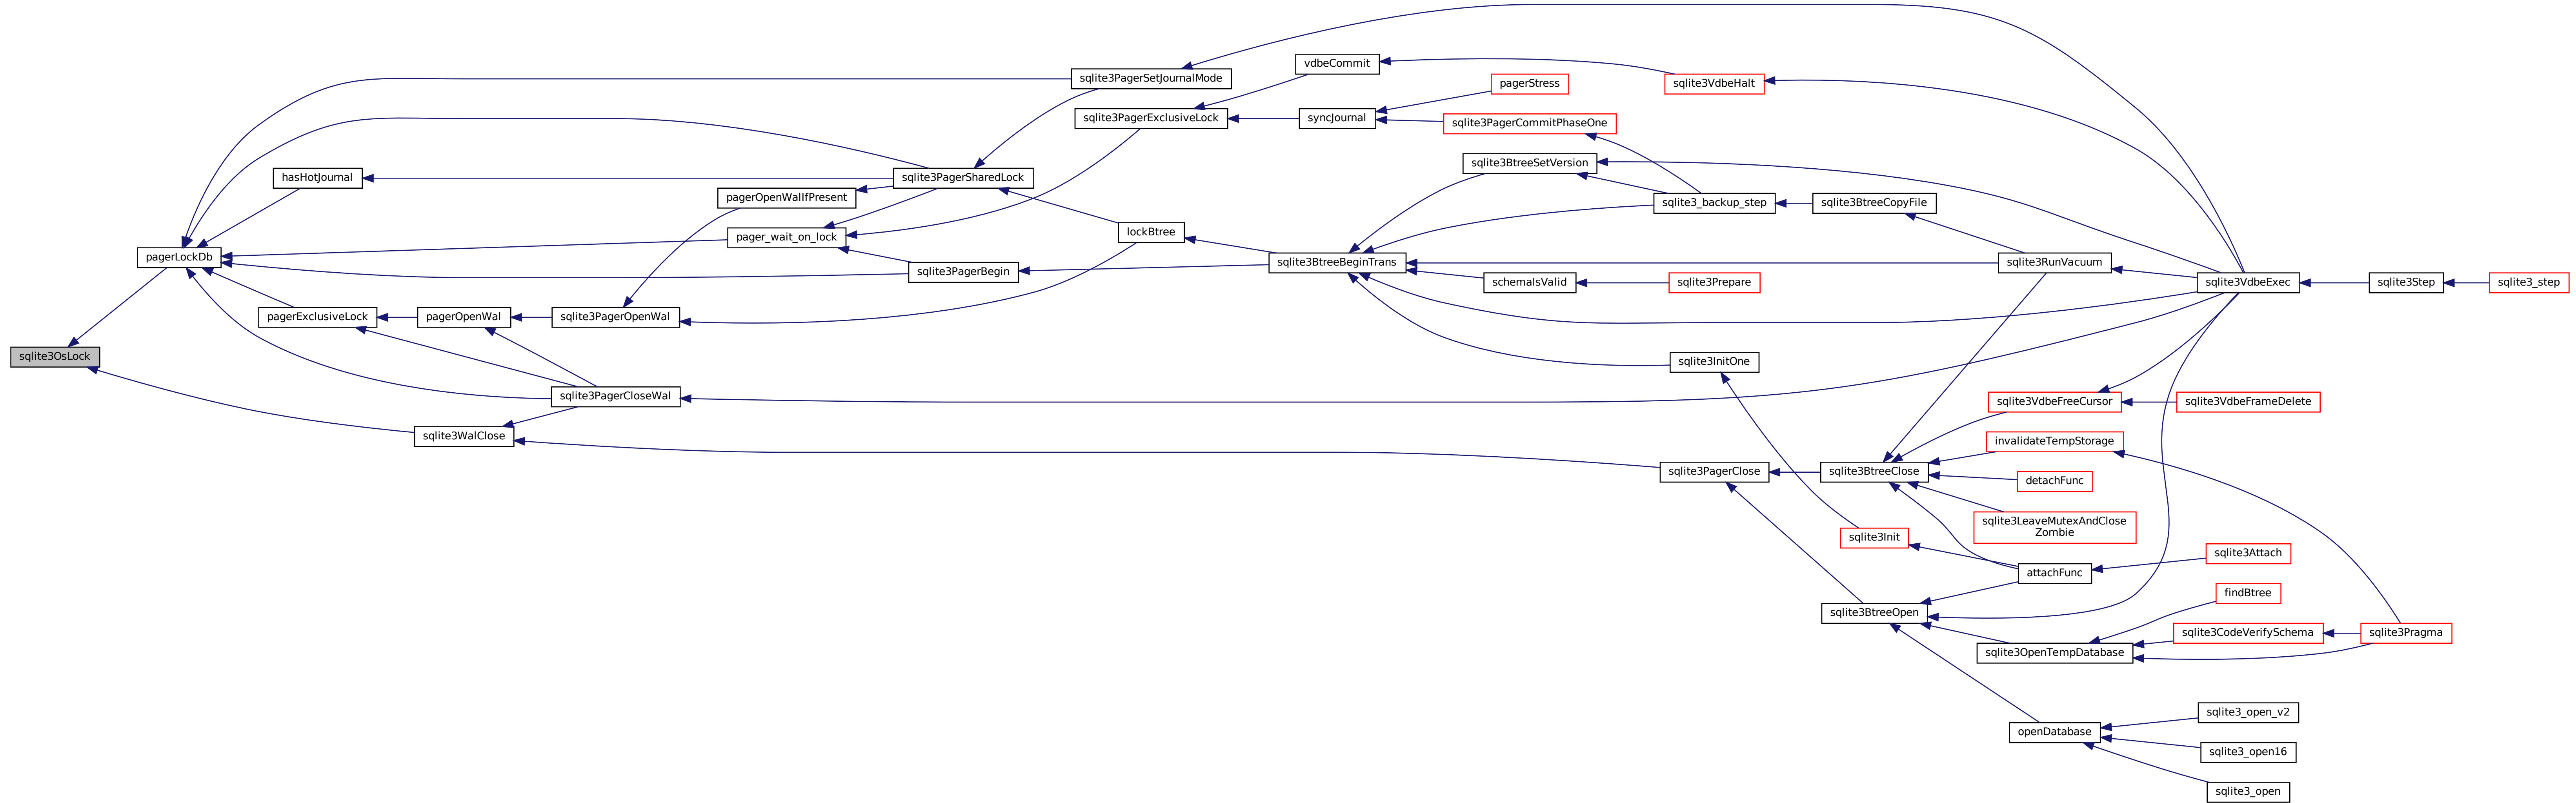 sqlite3OsLock
pagerLockDb
sqlite3WalClose
hasHotJournal
pagerExclusiveLock
pagerOpenWal
sqlite3PagerOpenWal
sqlite3PagerCloseWal
pagerOpenWalIfPresent
pager_wait_on_lock
sqlite3PagerSharedLock
sqlite3PagerBegin
sqlite3PagerSetJournalMode
sqlite3PagerExclusiveLock
lockBtree
vdbeCommit
syncJournal
sqlite3BtreeBeginTrans
pagerStress
sqlite3PagerCommitPhaseOne
sqlite3BtreeSetVersion
schemaIsValid
sqlite3VdbeHalt
sqlite3_backup_step
sqlite3Prepare
sqlite3InitOne
sqlite3PagerClose
sqlite3BtreeCopyFile
sqlite3BtreeClose
sqlite3Init
sqlite3BtreeOpen
sqlite3RunVacuum
sqlite3VdbeFreeCursor
invalidateTempStorage
detachFunc
sqlite3LeaveMutexAndClose
Zombie
attachFunc
sqlite3OpenTempDatabase
openDatabase
sqlite3VdbeExec
sqlite3VdbeFrameDelete
sqlite3Attach
findBtree
sqlite3CodeVerifySchema
sqlite3_open_v2
sqlite3_open16
sqlite3_open
sqlite3Step
sqlite3Pragma
sqlite3_step